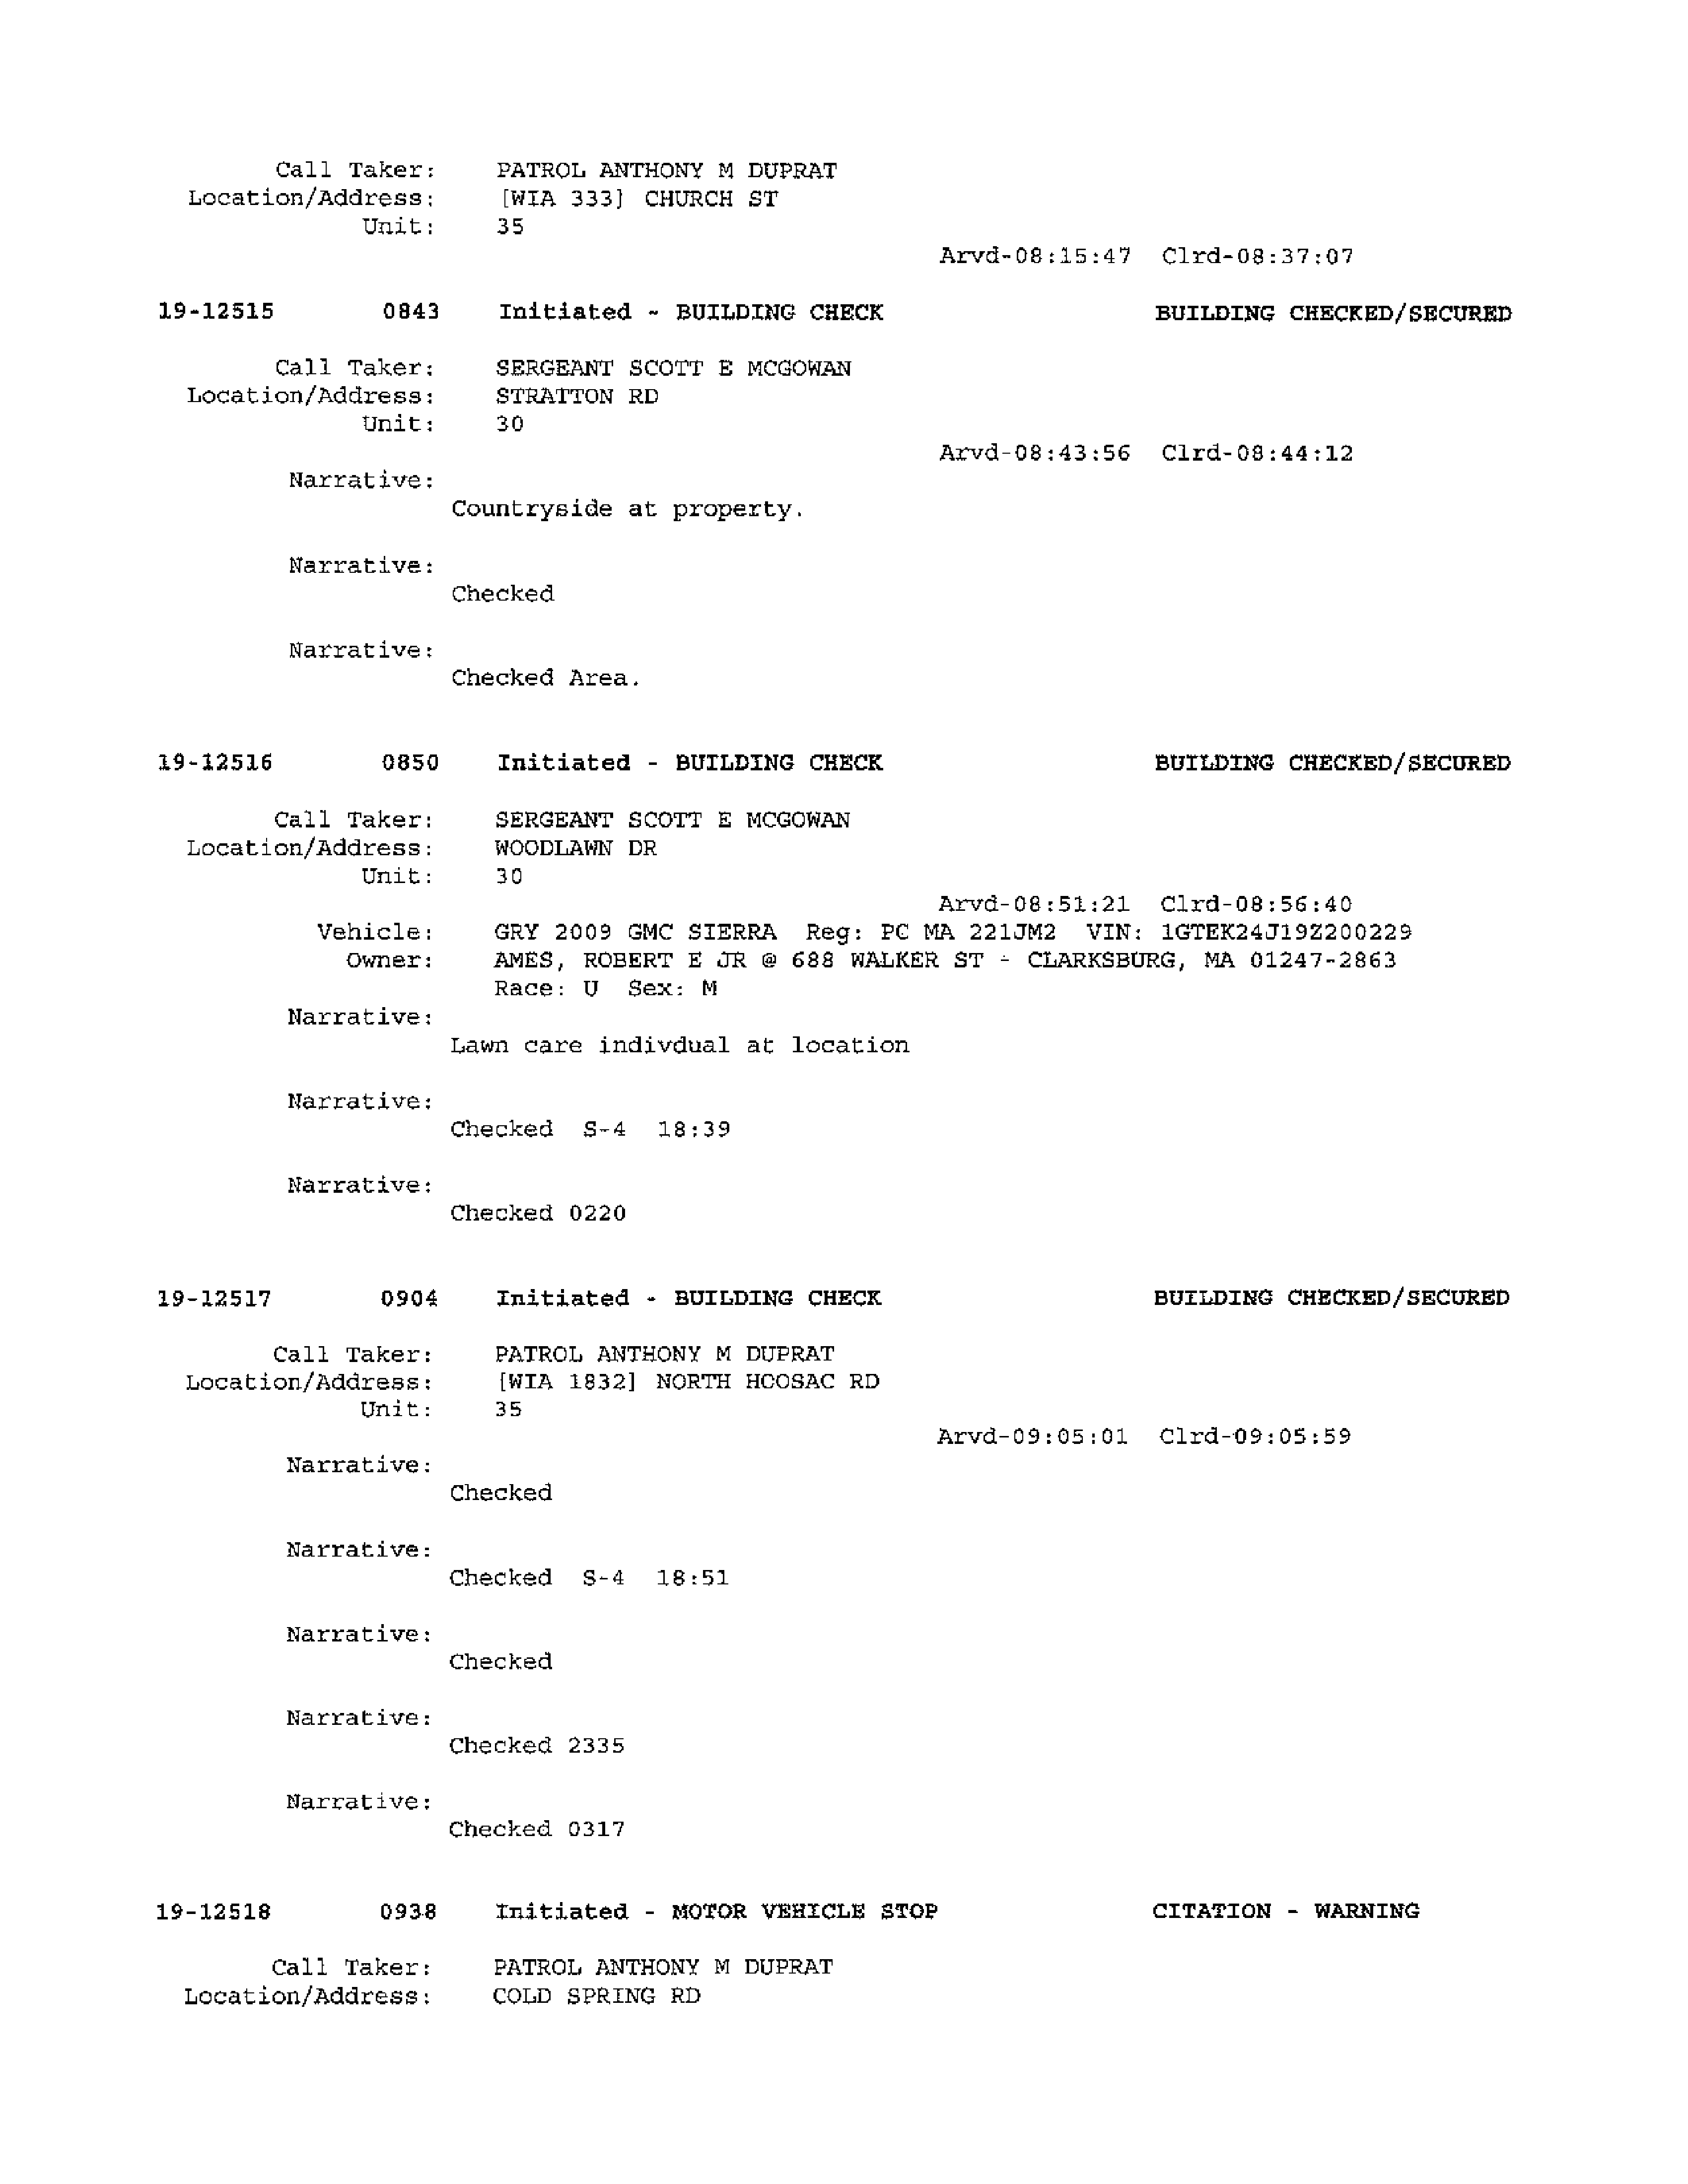 Call Taker: PATROL ANTHONY M DUPRAT
Location/Address: [WIA 333] CHURCH ST
Unit: 35
Arvd-08:15:47 Clrd-08:37:07
19-12515 0843 Initiated - BUILDING CHECK BUILDING CHECKED/SECURED
Call Taker: SERGEANT SCOTT E MCGOWAN
Location/Address: STRATTON RD
Unit: 30
Arvd-08:43:56 Clrd-08:44:12
Narrative:
Countryside at property.
Narrative:
Checked
Narrative:
Checked Area.
19-12516 0850 Initiated - BUILDING CHECK BUILDING CHECKED/SECURED
Call Taker: SERGEANT SCOTT E MCGOWAN
Location/Address: WOODLAWN DR
Unit: 30
Arvd-08:51:21 Clrd-08:56:40
Vehicle: GRY 2009 GMC SIERRA Reg: PC MA 221JM2 VIN: 1GTEK24J19Z200229
Owner: AMES, ROBERT E JR @ 688 WALKER ST - CLARKSBURG, MA 01247-2863
Race: U Sex: M
Narrative:
Lawn care indivdual at location
Narrative:
Checked S-4 18:39
Narrative:
Checked 0220
19-12517 0904 Initiated - BUILDING CHECK BUILDING CHECKED/SECURED
Call Taker: PATROL ANTHONY M DUPRAT
Location/Address: [WIA 1832] NORTH HOOSAC RD
Unit: 35
Arvd-09:05:01 Clrd-09:05:59
Narrative:
Checked
Narrative:
Checked S-4 18:51
Narrative:
Checked
Narrative:
Checked 2335
Narrative:
Checked 0317
19-12518 0938 Initiated - MOTOR VEHICLE STOP CITATION - WARNING
Call Taker: PATROL ANTHONY M DUPRAT
Location/Address: COLD SPRING RD